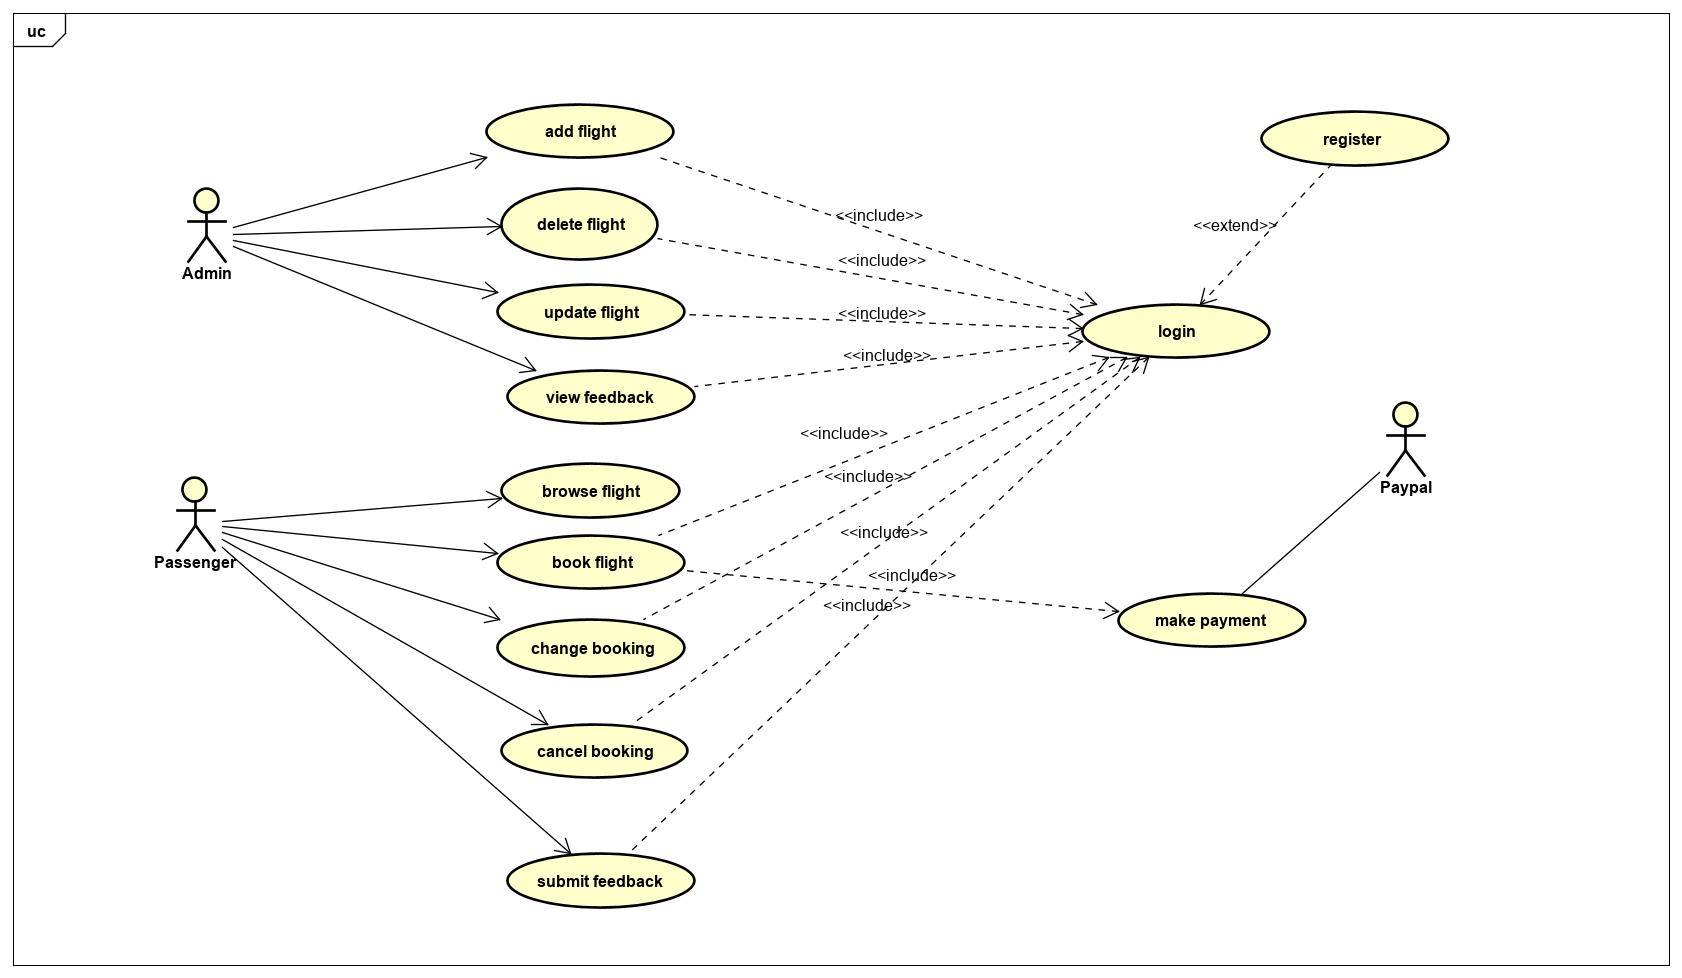 uc
add flight
register
delete flight
Admin
<<include>>
<<extend>>
<<include>>
update flight
<<include>>
login
<<include>>
view feedback
<<include>>
<<include>>
browse flight
Paypal
<<include>>
Passenger
book flight
<<include>>
<<include>>
make payment
change booking
cancel booking
submit feedback